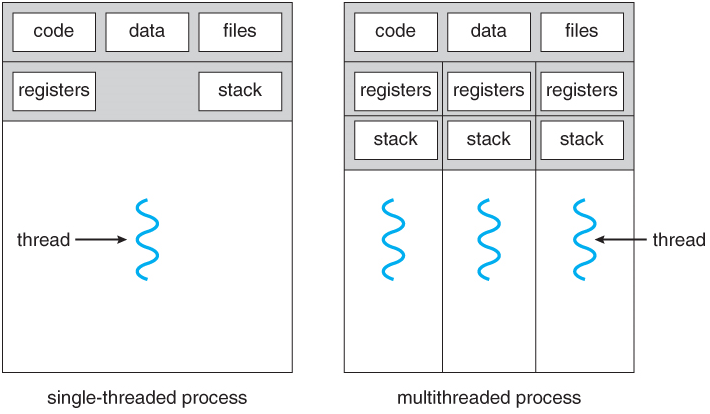 code data files
registers stack
thread
single-threaded process
code data files
registers registers registers
stack stack stack
thread
multithreaded process